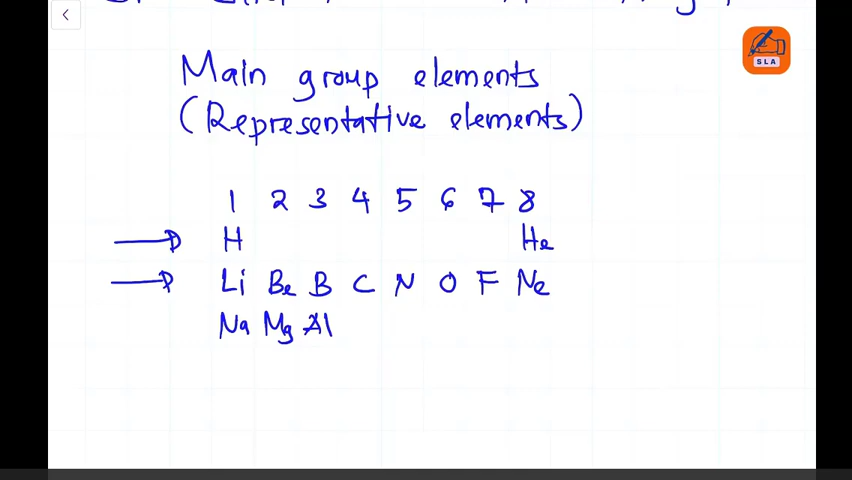 SLA
Main group elements
(Representative elements)
1 2 3 4 5 6 7 8
H He
Li Be B C N O F Ne
Na Mg Al